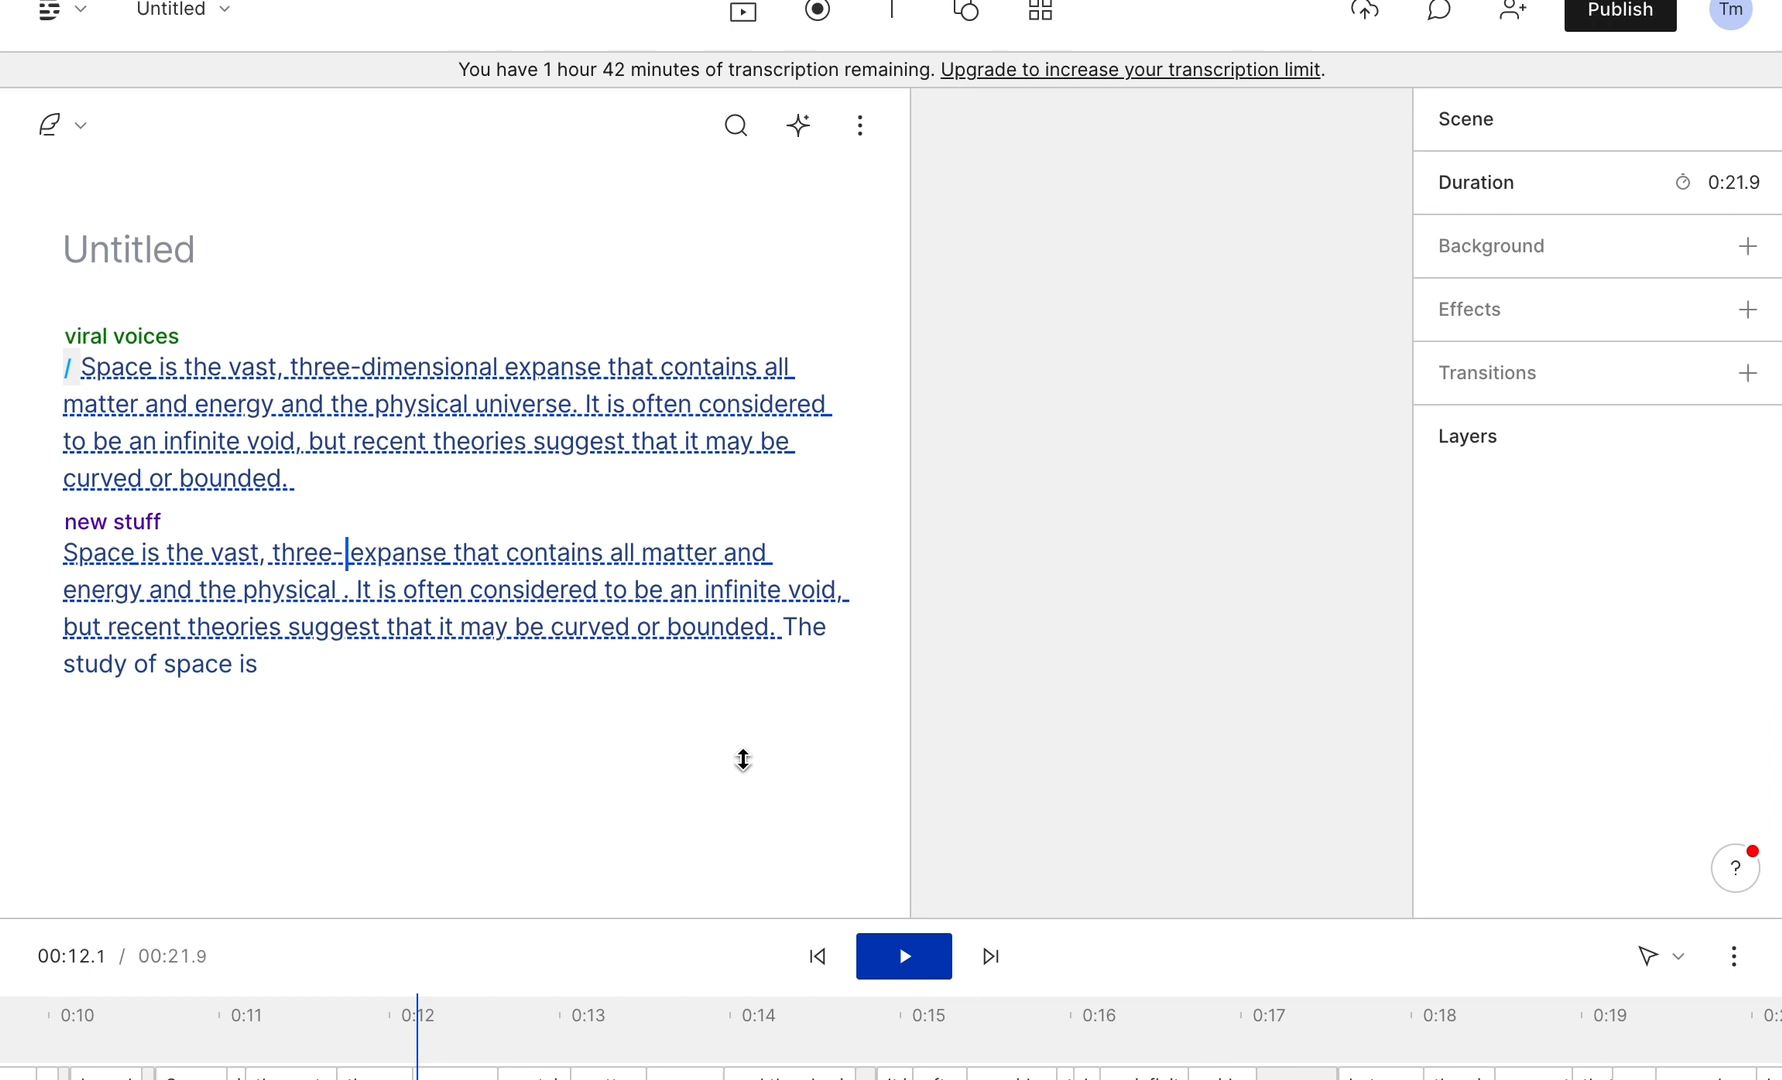 Untitled
Publish
Tm
You have 1 hour 42 minutes of transcription remaining. Upgrade to increase your transcription limit.
Scene
Duration 0:21.9
Background
Effects
Transitions
Layers
Untitled
viral voices
/ Space is the vast, three-dimensional expanse that contains all
matter and energy and the physical universe. It is often considered
to be an infinite void, but recent theories suggest that it may be
curved or bounded.
new stuff
Space is the vast, three- expanse that contains all matter and
energy and the physical . It is often considered to be an infinite void,
but recent theories suggest that it may be curved or bounded. The
study of space is
?
00:12.1 / 00:21.9
0:10 0:11 0:12 0:13 0:14 0:15 0:16 0:17 0:18 0:19